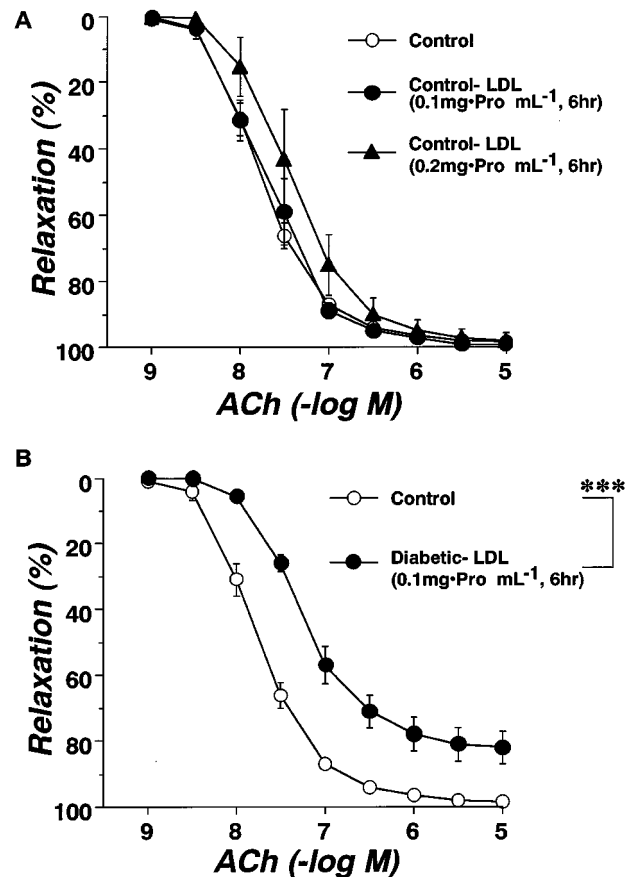 A
0
20
40
60
80
100
Relaxation (%)
Control
Control- LDL
(0.1mg•Pro mL-1, 6hr)
Control- LDL
(0.2mg•Pro mL-1, 6hr)
9 8 7 6 5
ACh (-log M)
B
0
20
40
60
80
100
Relaxation (%)
Control
***
Diabetic- LDL
(0.1mg•Pro mL-1, 6hr)
9 8 7 6 5
ACh (-log M)